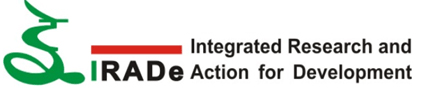 Integrated Research and
IRADe Action for Development